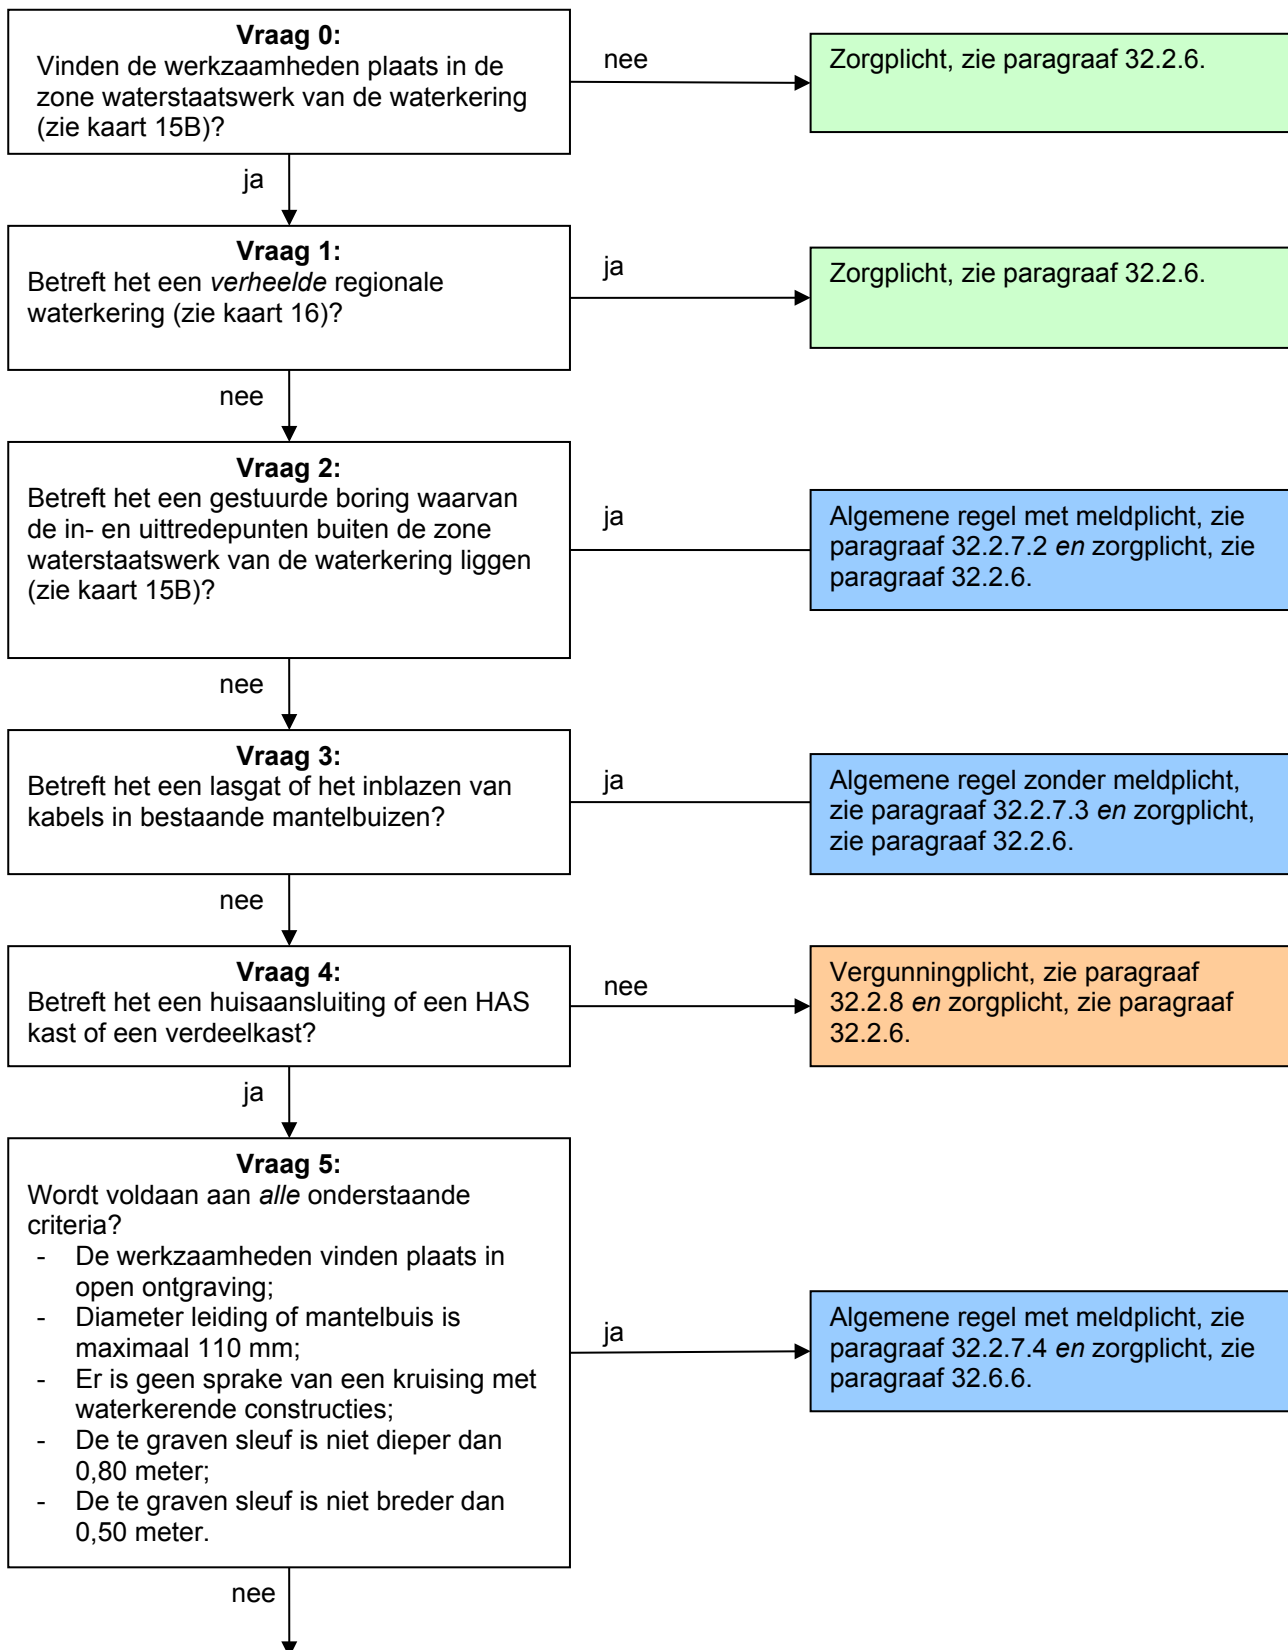 Vraag 0:
Vinden de werkzaamheden plaats in de
zone waterstaatswerk van de waterkering
(zie kaart 15B)?
nee
Zorgplicht, zie paragraaf 32.2.6.
ja
Vraag 1:
Betreft het een verheelde regionale
waterkering (zie kaart 16)?
ja
Zorgplicht, zie paragraaf 32.2.6.
nee
Vraag 2:
Betreft het een gestuurde boring waarvan
de in- en uittredepunten buiten de zone
waterstaatswerk van de waterkering liggen
(zie kaart 15B)?
ja
Algemene regel met meldplicht, zie
paragraaf 32.2.7.2 en zorgplicht, zie
paragraaf 32.2.6.
nee
Vraag 3:
Betreft het een lasgat of het inblazen van
kabels in bestaande mantelbuizen?
ja
Algemene regel zonder meldplicht,
zie paragraaf 32.2.7.3 en zorgplicht,
zie paragraaf 32.2.6.
nee
Vraag 4:
Betreft het een huisaansluiting of een HAS
kast of een verdeelkast?
nee
Vergunningplicht, zie paragraaf
32.2.8 en zorgplicht, zie paragraaf
32.2.6.
ja
Vraag 5:
Wordt voldaan aan alle onderstaande
criteria?
- De werkzaamheden vinden plaats in
open ontgraving;
- Diameter leiding of mantelbuis is
maximaal 110 mm;
- Er is geen sprake van een kruising met
waterkerende constructies;
- De te graven sleuf is niet dieper dan
0,80 meter;
- De te graven sleuf is niet breder dan
0,50 meter.
ja
Algemene regel met meldplicht, zie
paragraaf 32.2.7.4 en zorgplicht, zie
paragraaf 32.6.6.
nee